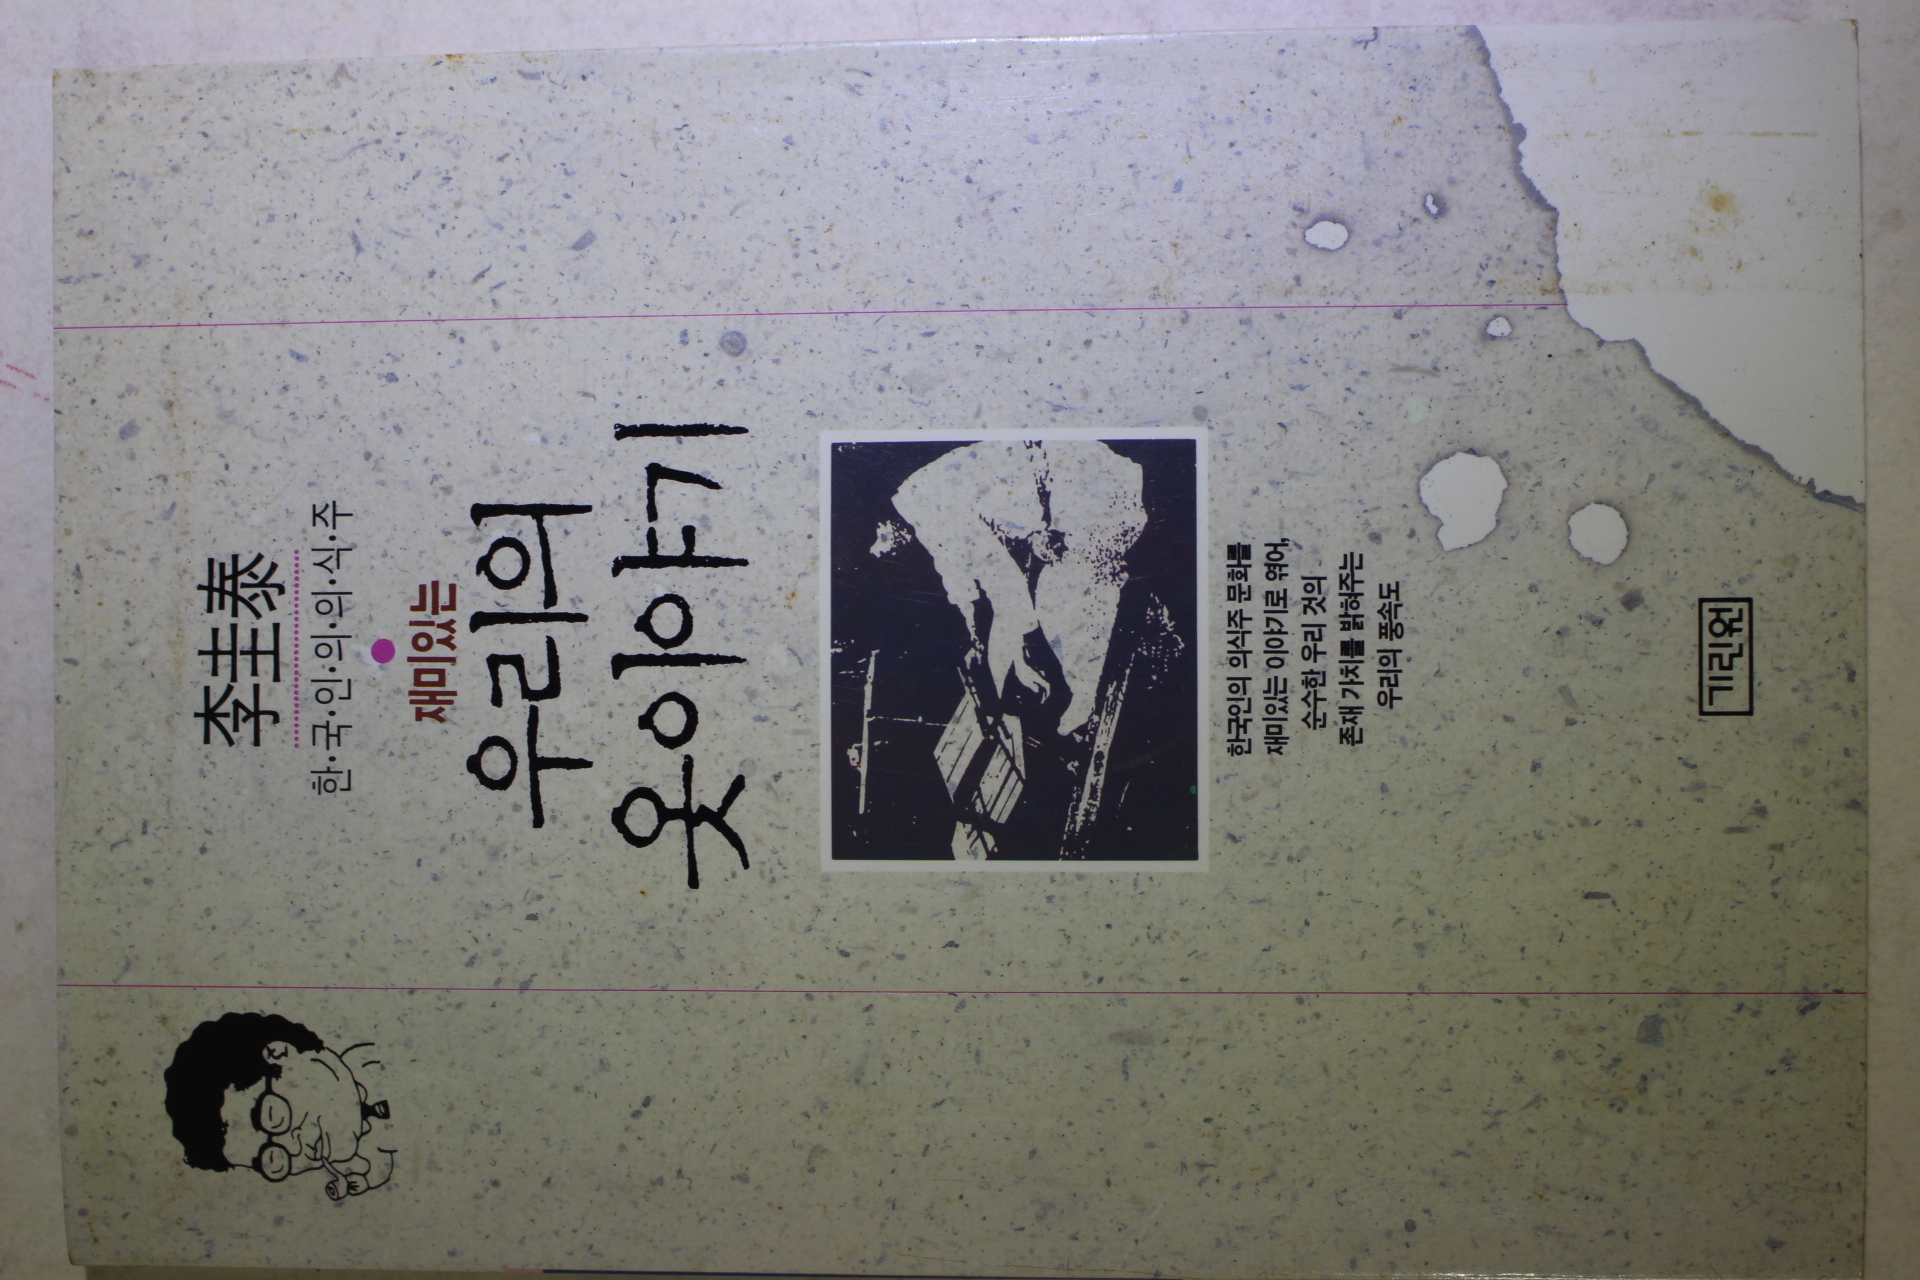 李圭泰
한·국·인·의·의·식·주
재미있는
우리의
옷이야기
한국인의 의식주 문화를
재미있는 이야기로 엮어,
순수한 우리 것의
존재 가치를 밝혀주는
우리의 풍속도
기린원